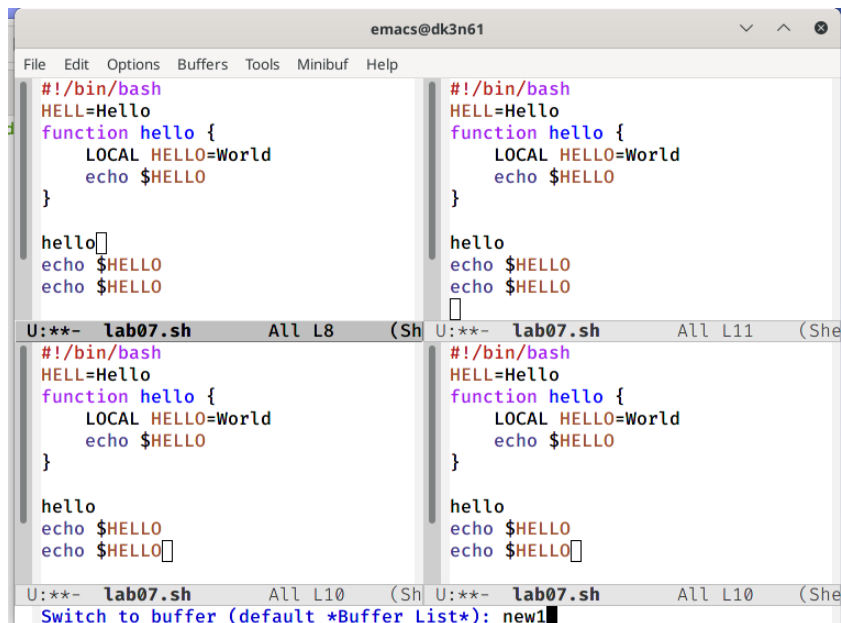 emacs@dk3n61
File Edit Options Buffers Tools Minibuf Help
#!/bin/bash
HELL=Hello
function hello {
    LOCAL HELLO=World
    echo $HELLO
}
hello
echo $HELLO
echo $HELLO
U:**- lab07.sh All L8 (Sh
#!/bin/bash
HELL=Hello
function hello {
    LOCAL HELLO=World
    echo $HELLO
}
hello
echo $HELLO
echo $HELLO
U:**- lab07.sh All L11 (She
#!/bin/bash
HELL=Hello
function hello {
    LOCAL HELLO=World
    echo $HELLO
}
hello
echo $HELLO
echo $HELLO
U:**- lab07.sh All L10 (Sh
#!/bin/bash
HELL=Hello
function hello {
    LOCAL HELLO=World
    echo $HELLO
}
hello
echo $HELLO
echo $HELLO
U:**- lab07.sh All L10 (She
Switch to buffer (default *Buffer List*): new1